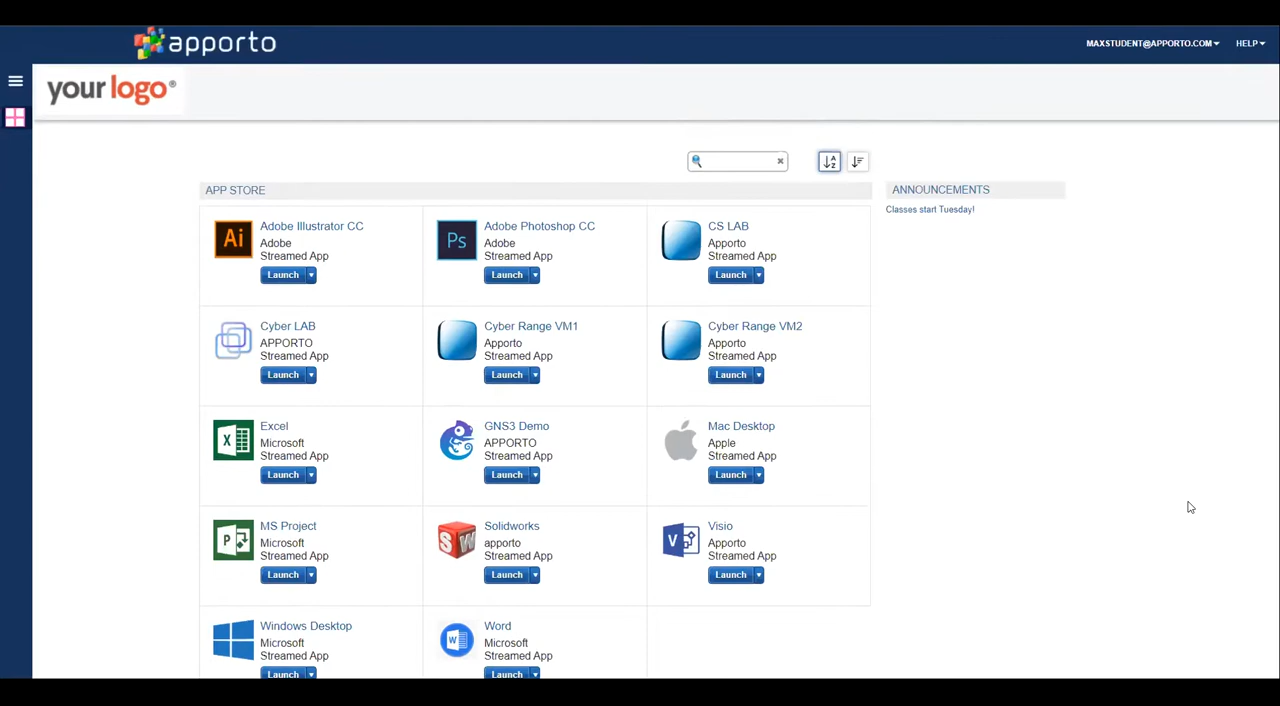 apporto
MAXSTUDENT@APPORTO.COM
HELP
your logo®
APP STORE
ANNOUNCEMENTS
Classes start Tuesday!
Ai
Adobe Illustrator CC
Adobe
Streamed App
Launch
Ps
Adobe Photoshop CC
Adobe
Streamed App
Launch
CS LAB
Apporto
Streamed App
Launch
Cyber LAB
APPORTO
Streamed App
Launch
Cyber Range VM1
Apporto
Streamed App
Launch
Cyber Range VM2
Apporto
Streamed App
Launch
X
Excel
Microsoft
Streamed App
Launch
GNS3 Demo
APPORTO
Streamed App
Launch
Mac Desktop
Apple
Streamed App
Launch
P
MS Project
Microsoft
Streamed App
Launch
SW
Solidworks
apporto
Streamed App
Launch
V
Visio
Apporto
Streamed App
Launch
Windows Desktop
Microsoft
Streamed App
Launch
W
Word
Microsoft
Streamed App
Launch